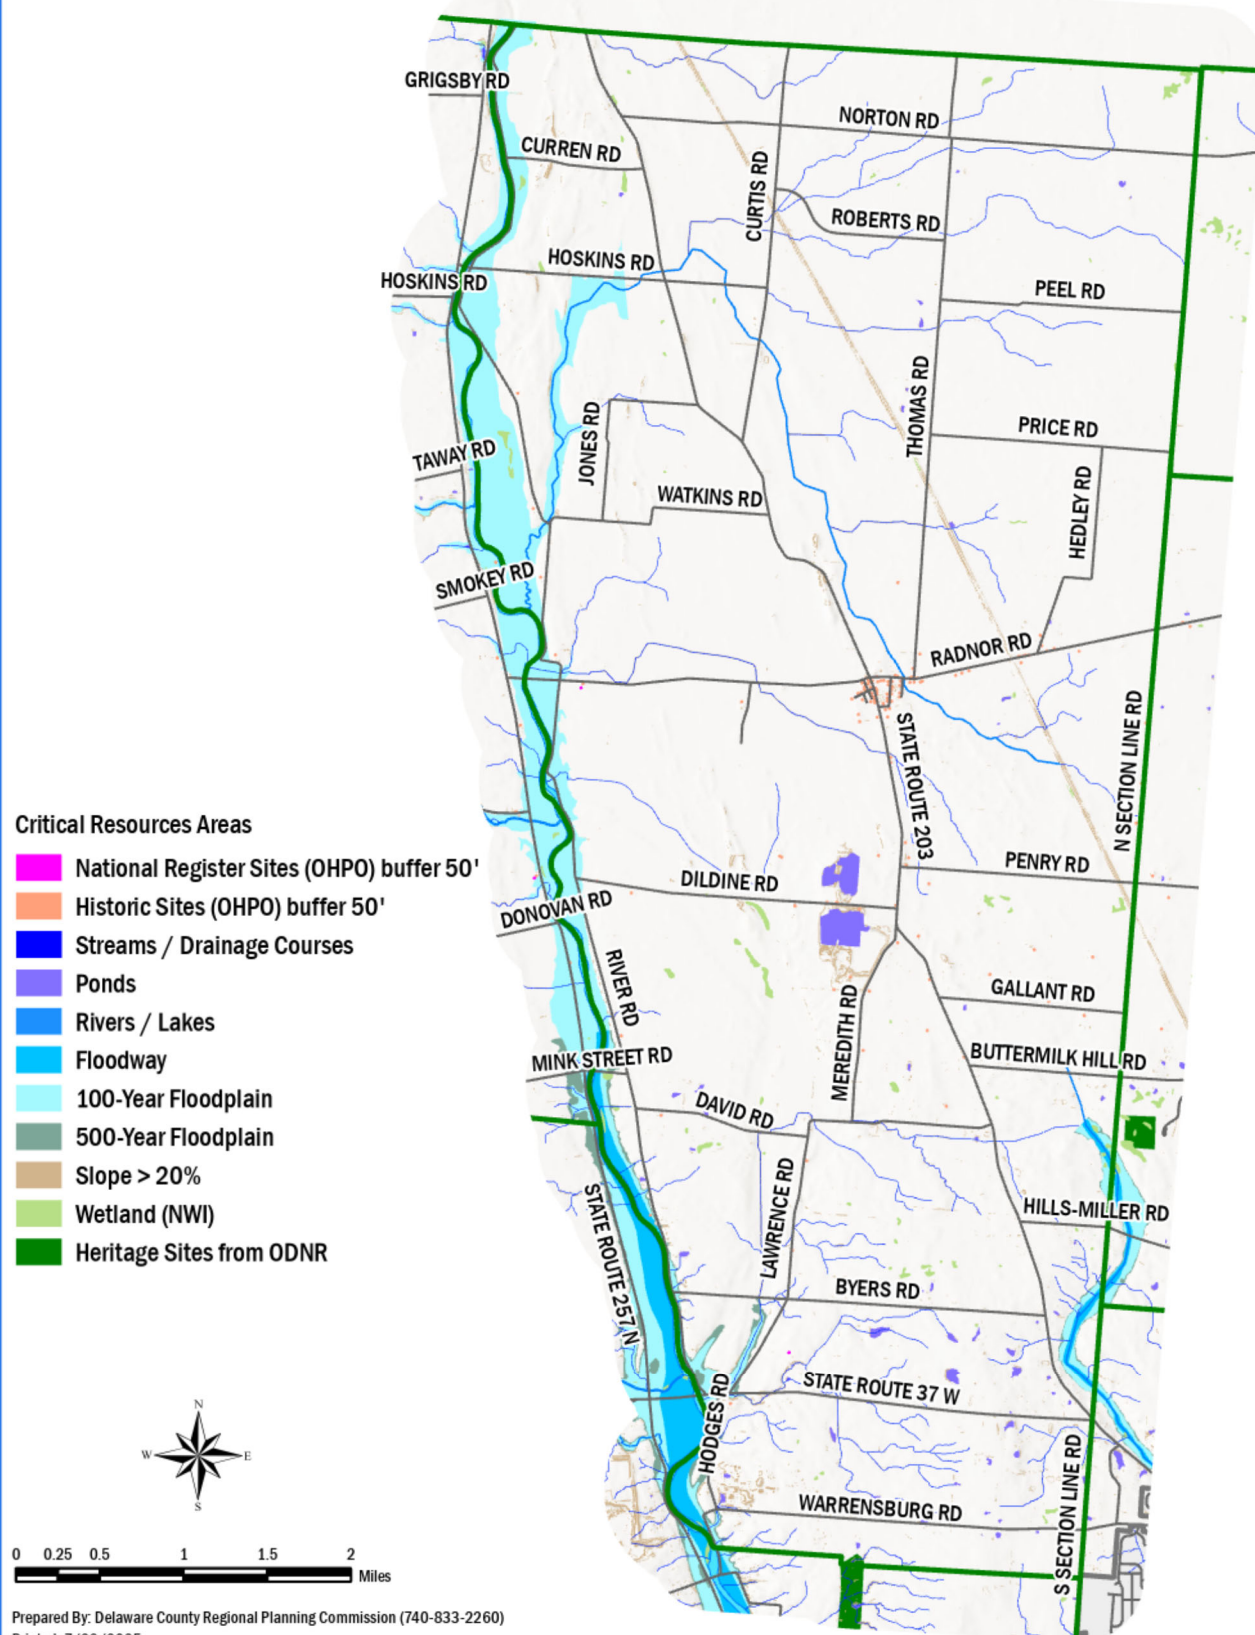 GRIGSBY RD
NORTON RD
CURREN RD
CURTIS RD
ROBERTS RD
HOSKINS RD
HOSKINS RD
PEEL RD
THOMAS RD
JONES RD
PRICE RD
TAWAY RD
WATKINS RD
HEDLEY RD
SMOKEY RD
RADNOR RD
STATE ROUTE 203
N SECTION LINE RD
Critical Resources Areas
National Register Sites (OHPO) buffer 50'
Historic Sites (OHPO) buffer 50'
Streams / Drainage Courses
Ponds
Rivers / Lakes
Floodway
100-Year Floodplain
500-Year Floodplain
Slope > 20%
Wetland (NWI)
Heritage Sites from ODNR
PENRY RD
DILDINE RD
DONOVAN RD
RIVER RD
GALLANT RD
MEREDITH RD
MINK STREET RD
BUTTERMILK HILL RD
DAVID RD
STATE ROUTE 257 N
LAWRENCE RD
HILLS-MILLER RD
BYERS RD
STATE ROUTE 37 W
HODGES RD
S SECTION LINE RD
WARRENSBURG RD
N
W E
S
0 0.25 0.5 1 1.5 2
Miles
Prepared By: Delaware County Regional Planning Commission (740-833-2260)